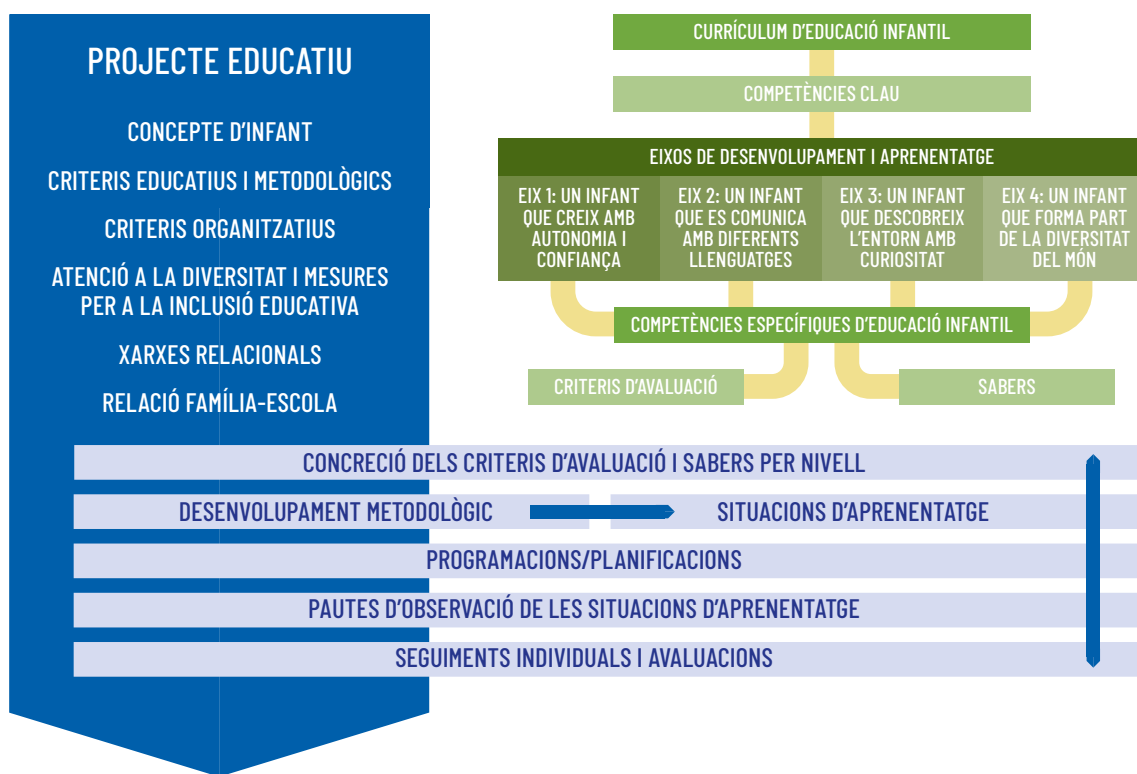 PROJECTE EDUCATIU
CONCEPTE D'INFANT
CRITERIS EDUCATIUS I METODOLÒGICS
CRITERIS ORGANITZATIUS
ATENCIÓ A LA DIVERSITAT I MESURES
PER A LA INCLUSIÓ EDUCATIVA
XARXES RELACIONALS
RELACIÓ FAMÍLIA-ESCOLA
CURRÍCULUM D'EDUCACIÓ INFANTIL
COMPETÈNCIES CLAU
EIXOS DE DESENVOLUPAMENT I APRENENTATGE
EIX 1: UN INFANT
QUE CREIX AMB
AUTONOMIA I
CONFIANÇA
EIX 2: UN INFANT
QUE ES COMUNICA
AMB DIFERENTS
LLENGUATGES
EIX 3: UN INFANT
QUE DESCOBREIX
L'ENTORN AMB
CURIOSITAT
EIX 4: UN INFANT
QUE FORMA PART
DE LA DIVERSITAT
DEL MÓN
COMPETÈNCIES ESPECÍFIQUES D'EDUCACIÓ INFANTIL
CRITERIS D'AVALUACIÓ
SABERS
CONCRECIÓ DELS CRITERIS D'AVALUACIÓ I SABERS PER NIVELL
DESENVOLUPAMENT METODOLÒGIC
SITUACIONS D'APRENENTATGE
PROGRAMACIONS/PLANIFICACIONS
PAUTES D'OBSERVACIÓ DE LES SITUACIONS D'APRENENTATGE
SEGUIMENTS INDIVIDUALS I AVALUACIONS